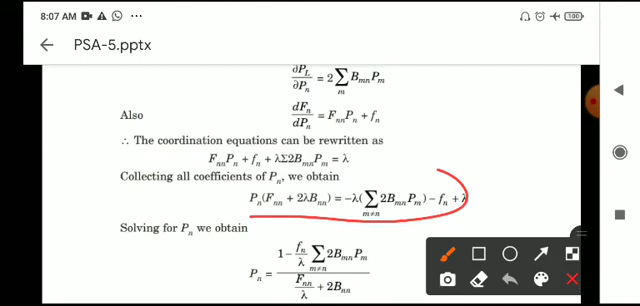 8:07 AM
100
PSA-5.pptx
∂P_L/∂P_n = 2 ∑_m B_mn P_m
Also dF_n/dP_n = F_nn P_n + f_n
∴ The coordination equations can be rewritten as
F_nn P_n + f_n + λΣ2B_mn P_m = λ
Collecting all coefficients of P_n, we obtain
P_n(F_nn + 2λB_nn) = –λ(∑_{m≠n} 2B_mn P_m) – f_n + λ
Solving for P_n we obtain
P_n = (1 – f_n/λ ∑_{m≠n} 2B_mn P_m) / (F_nn/λ + 2B_nn)